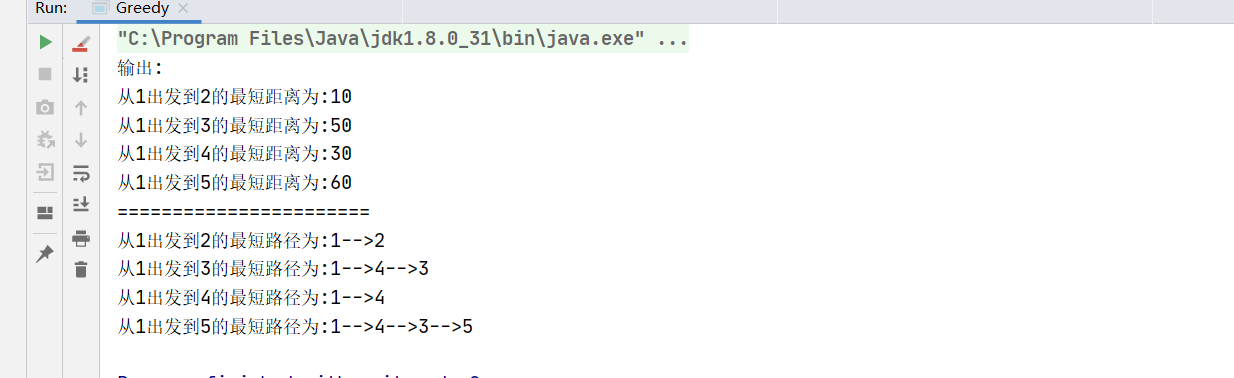 Run: Greedy
"C:\Program Files\Java\jdk1.8.0_31\bin\java.exe" ...
输出:
从1出发到2的最短距离为:10
从1出发到3的最短距离为:50
从1出发到4的最短距离为:30
从1出发到5的最短距离为:60
=======================
从1出发到2的最短路径为:1-->2
从1出发到3的最短路径为:1-->4-->3
从1出发到4的最短路径为:1-->4
从1出发到5的最短路径为:1-->4-->3-->5